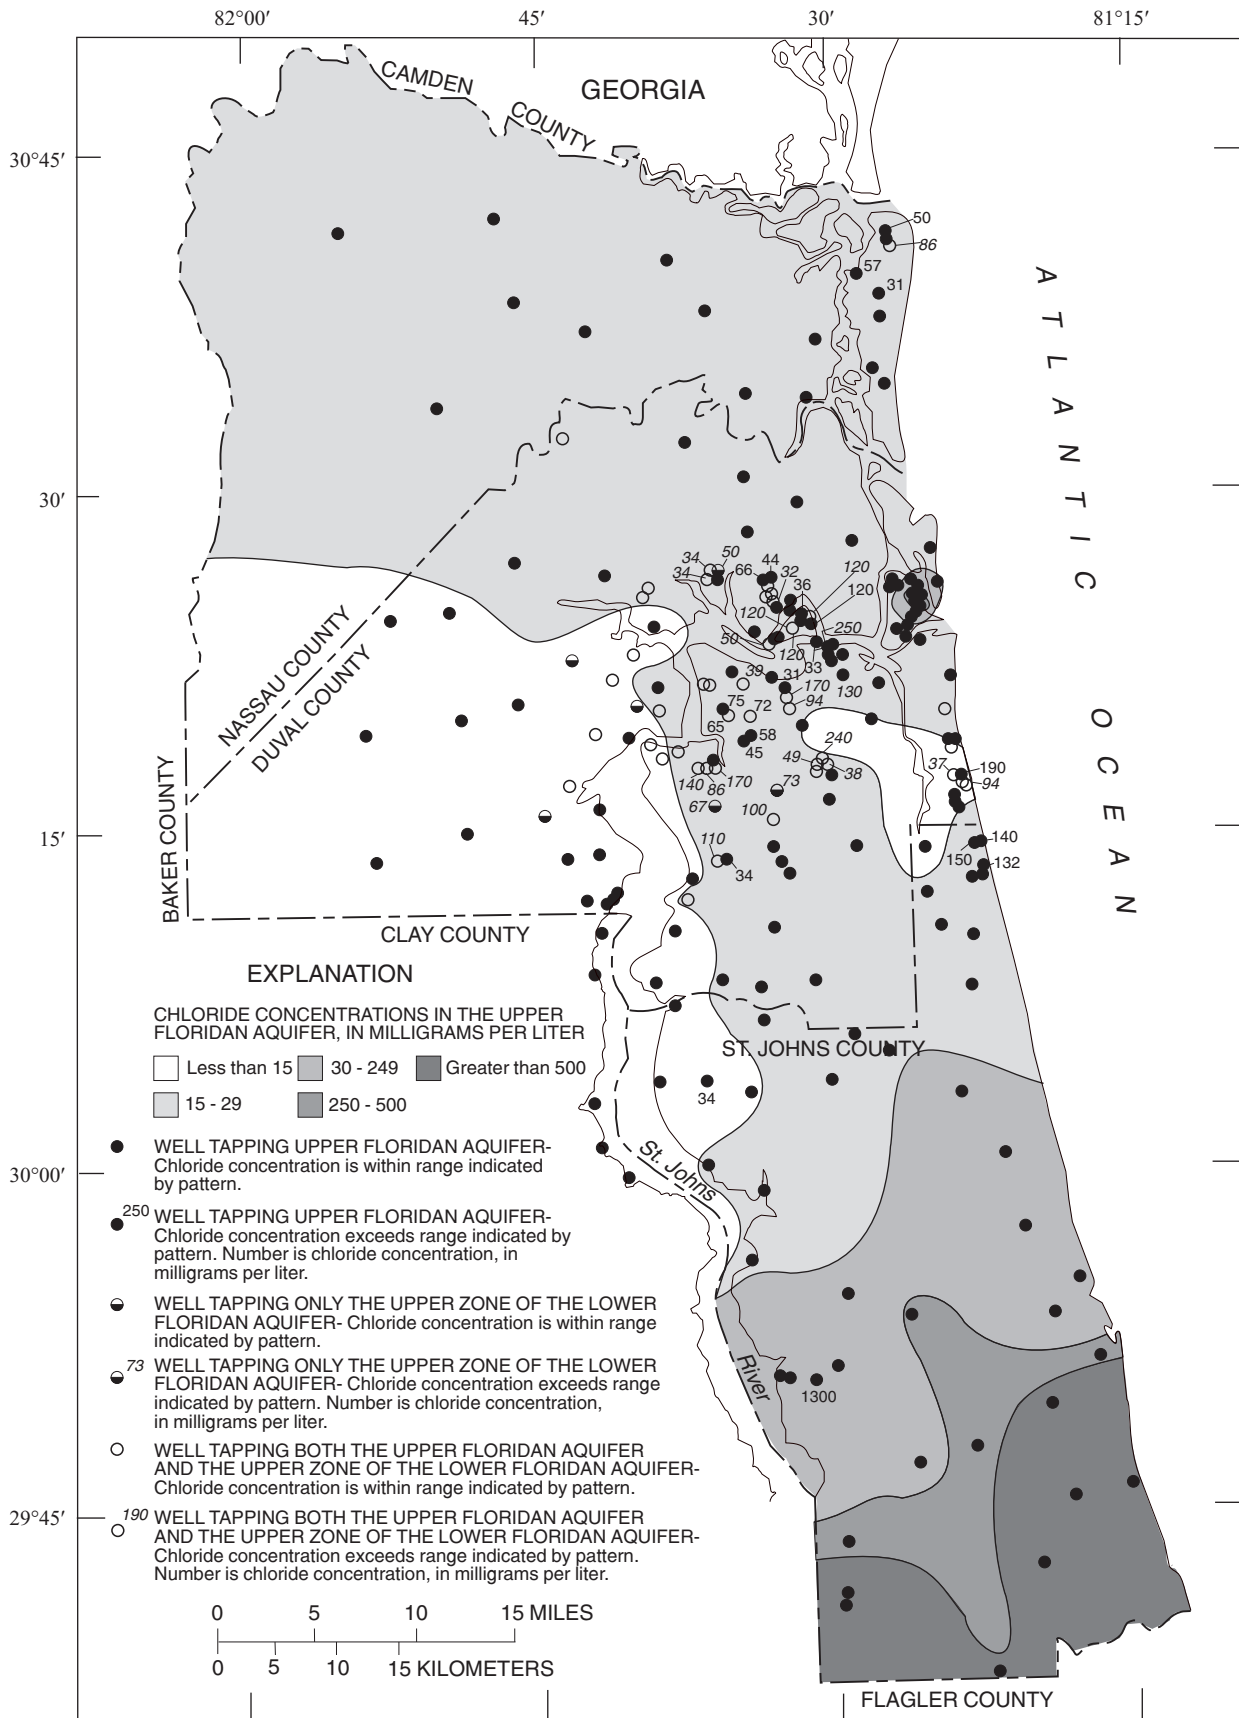 82°00′ 45′ 30′ 81°15′
GEORGIA
CAMDEN
COUNTY
30°45′
50
86
57
31
ATLANTIC OCEAN
30′
34
50
34
66
44
32
36
120
120
120
250
50
120
33
39
31
170
130
94
75
72
65
58
45
240
49
38
140
86
170
73
67
100
37
190
94
110
34
140
150
132
NASSAU COUNTY
DUVAL COUNTY
BAKER COUNTY
15′
CLAY COUNTY
ST. JOHNS COUNTY
34
St. Johns
River
1300
30°00′
29°45′
FLAGLER COUNTY
EXPLANATION
CHLORIDE CONCENTRATIONS IN THE UPPER
FLORIDAN AQUIFER, IN MILLIGRAMS PER LITER
Less than 15 30 - 249 Greater than 500
15 - 29 250 - 500
WELL TAPPING UPPER FLORIDAN AQUIFER-
Chloride concentration is within range indicated
by pattern.
250 WELL TAPPING UPPER FLORIDAN AQUIFER-
Chloride concentration exceeds range indicated by
pattern. Number is chloride concentration, in
milligrams per liter.
WELL TAPPING ONLY THE UPPER ZONE OF THE LOWER
FLORIDAN AQUIFER- Chloride concentration is within range
indicated by pattern.
73 WELL TAPPING ONLY THE UPPER ZONE OF THE LOWER
FLORIDAN AQUIFER- Chloride concentration exceeds range
indicated by pattern. Number is chloride concentration,
in milligrams per liter.
WELL TAPPING BOTH THE UPPER FLORIDAN AQUIFER
AND THE UPPER ZONE OF THE LOWER FLORIDAN AQUIFER-
Chloride concentration is within range indicated by pattern.
190 WELL TAPPING BOTH THE UPPER FLORIDAN AQUIFER
AND THE UPPER ZONE OF THE LOWER FLORIDAN AQUIFER-
Chloride concentration exceeds range indicated by pattern.
Number is chloride concentration, in milligrams per liter.
0 5 10 15 MILES
0 5 10 15 KILOMETERS